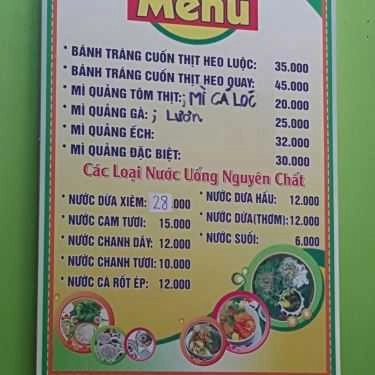 Menu
• BÁNH TRÁNG CUỐN THỊT HEO LUỘC: 35.000
• BÁNH TRÁNG CUỐN THỊT HEO QUAY: 45.000
• MÌ QUẢNG TÔM THỊT; MÌ CÁ LÓC 20.000
• MÌ QUẢNG GÀ: ; Lươn 25.000
• MÌ QUẢNG ẾCH: 32.000
• MÌ QUẢNG ĐẶC BIỆT: 30.000
Các Loại Nước Uống Nguyên Chất
• NƯỚC DỪA XIÊM: 28.000
• NƯỚC CAM TƯƠI: 15.000
• NƯỚC CHANH DÂY: 12.000
• NƯỚC CHANH TƯƠI: 10.000
• NƯỚC CÀ RỐT ÉP: 12.000
• NƯỚC DƯA HẤU: 12.000
• NƯỚC DỨA(THƠM): 12.000
• NƯỚC SUỐI: 6.000